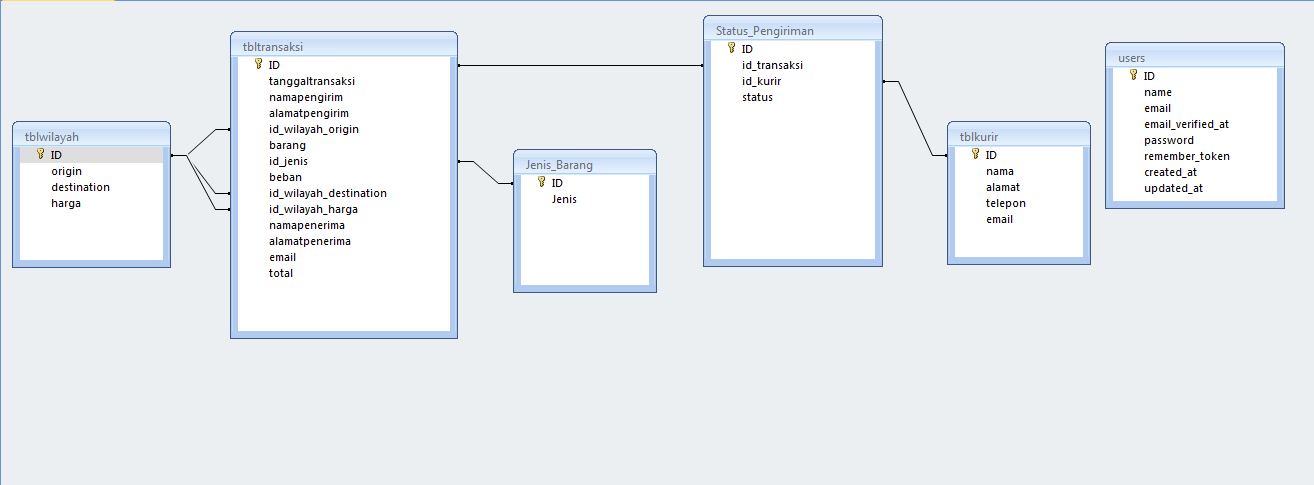 tblwilayah
ID
origin
destination
harga
tbltransaksi
ID
tanggaltransaksi
namapengirim
alamatpengirim
id_wilayah_origin
barang
id_jenis
beban
id_wilayah_destination
id_wilayah_harga
namapenerima
alamatpenerima
email
total
Jenis_Barang
ID
Jenis
Status_Pengiriman
ID
id_transaksi
id_kurir
status
tblkurir
ID
nama
alamat
telepon
email
users
ID
name
email
email_verified_at
password
remember_token
created_at
updated_at